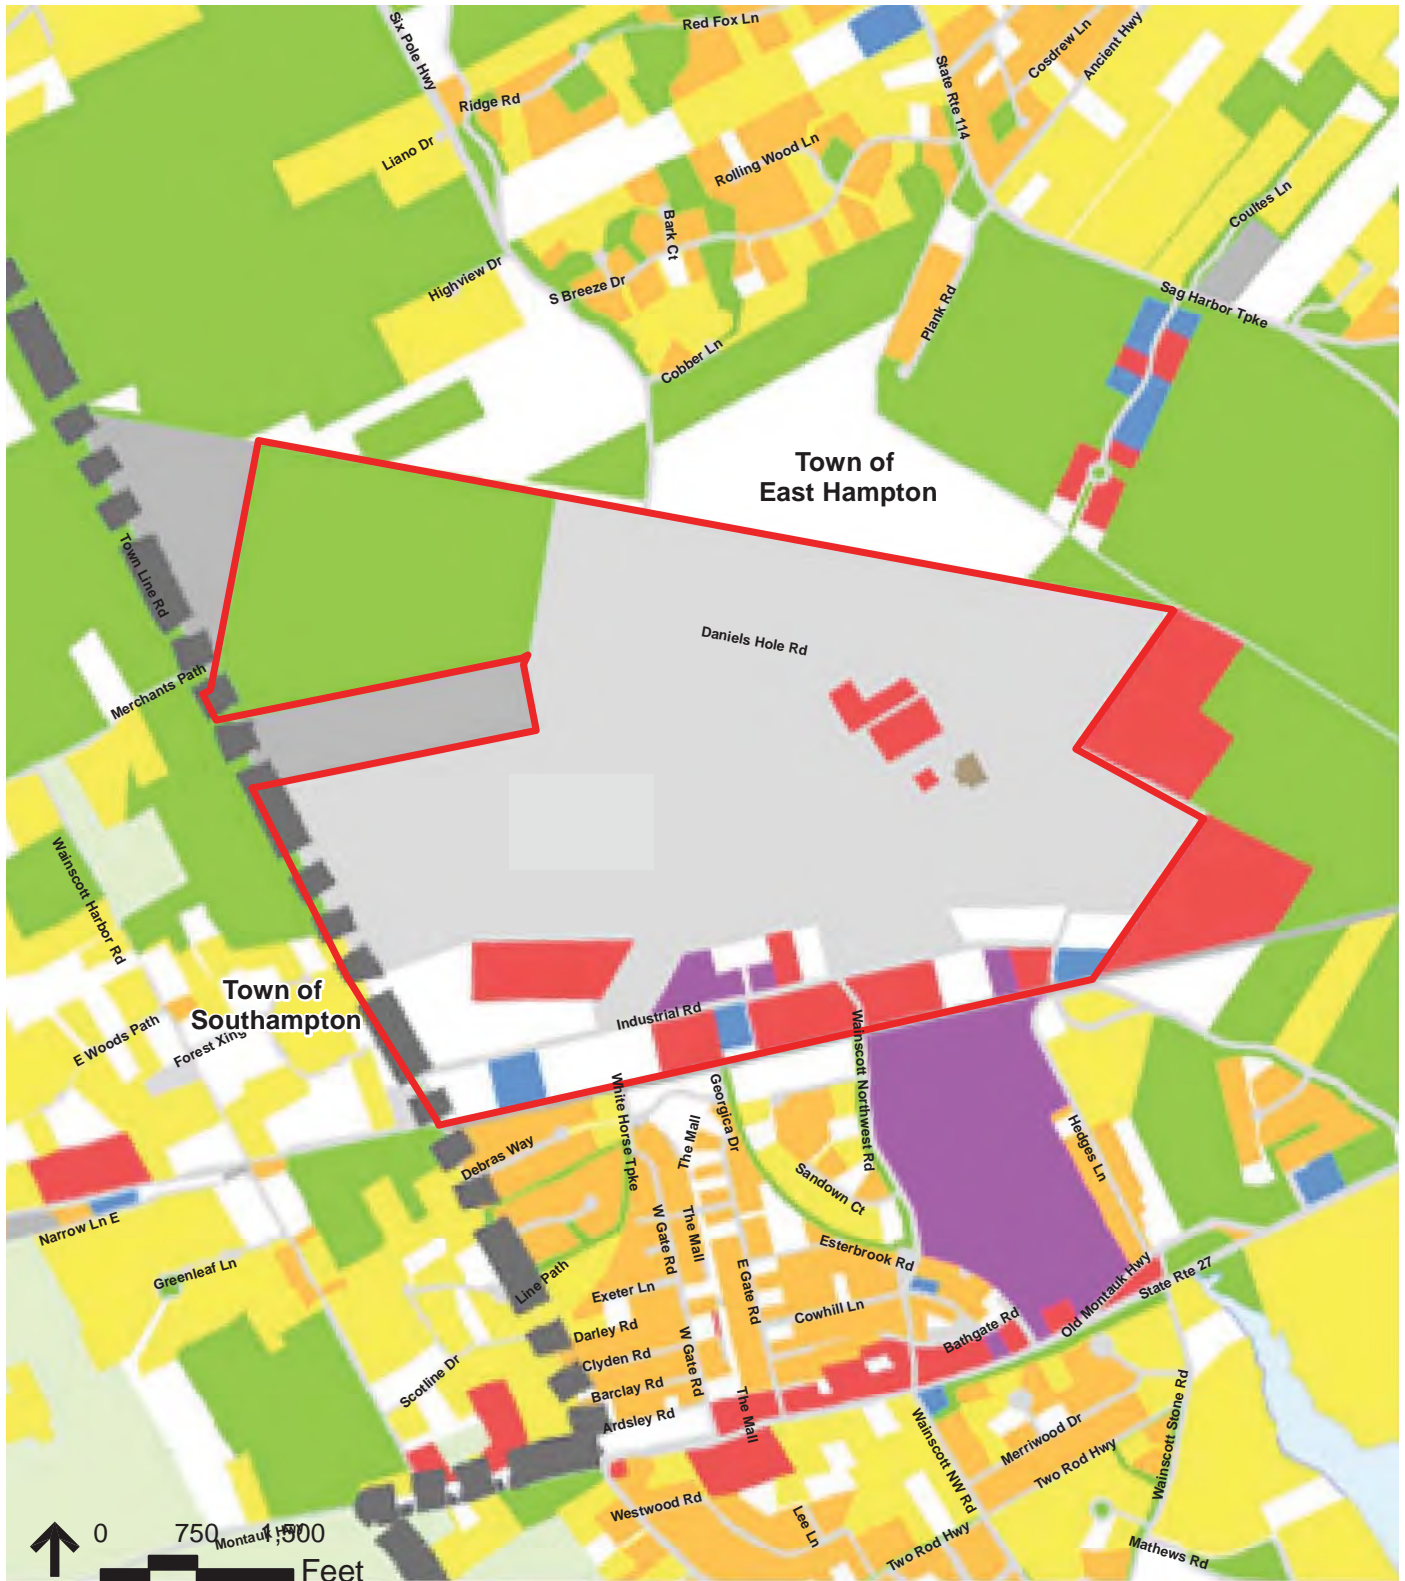 Six Pole Hwy
Red Fox Ln
State Rte 114
Cosdrew Ln
Ancient Hwy
Ridge Rd
Liano Dr
Rolling Wood Ln
Bark Ct
Coultes Ln
Highview Dr
S Breeze Dr
Plank Rd
Sag Harbor Tpke
Cobber Ln
Town of
East Hampton
Town Line Rd
Daniels Hole Rd
Merchants Path
Wainscott Harbor Rd
Town of
Southampton
E Woods Path
Forest Xing
Industrial Rd
Wainscott Northwest Rd
White Horse Tpke
Georgica Dr
The Mall
Hedges Ln
Debras Way
Sandown Ct
Narrow Ln E
W Gate Rd
The Mall
Esterbrook Rd
Greenleaf Ln
Line Path
E Gate Rd
Old Montauk Hwy
State Rte 27
Exeter Ln
Cowhill Ln
Darley Rd
Bathgate Rd
Clyden Rd
W Gate Rd
Scotline Dr
Barclay Rd
Ardsley Rd
The Mall
Wainscott Stone Rd
Merriwood Dr
Wainscott NW Rd
Two Rod Hwy
Westwood Rd
Lee Ln
Two Rod Hwy
Mathews Rd
Montauk Hwy
0 750 1,500
Feet